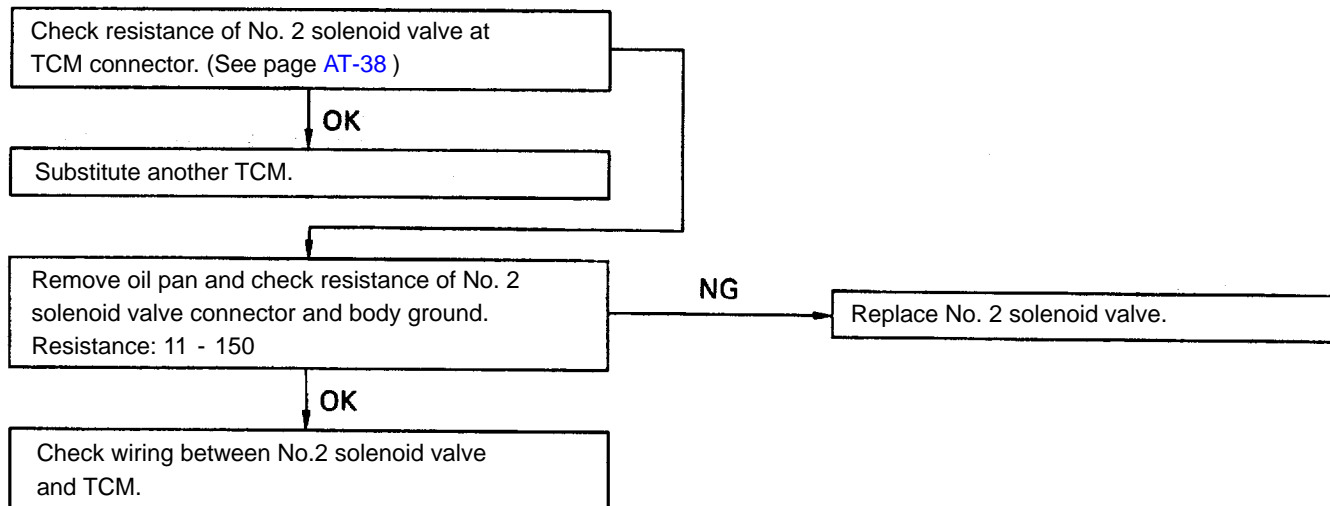 Check resistance of No. 2 solenoid valve at
TCM connector. (See page AT-38 )
OK
Substitute another TCM.
Remove oil pan and check resistance of No. 2
solenoid valve connector and body ground.
Resistance: 11 - 150
NG
Replace No. 2 solenoid valve.
OK
Check wiring between No.2 solenoid valve
and TCM.